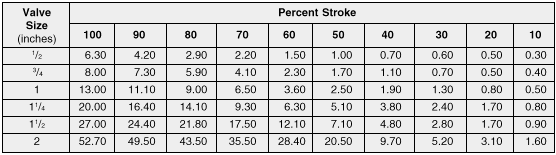 Valve Size (inches) Percent Stroke
100 90 80 70 60 50 40 30 20 10
1/2 6.30 4.20 2.90 2.20 1.50 1.00 0.70 0.60 0.50 0.30
3/4 8.00 7.30 5.90 4.10 2.30 1.70 1.10 0.70 0.50 0.40
1 13.00 11.10 9.00 6.50 3.60 2.50 1.90 1.30 0.80 0.50
1 1/4 20.00 16.40 14.10 9.30 6.30 5.10 3.80 2.40 1.70 0.80
1 1/2 27.00 24.40 21.80 17.50 12.10 7.10 4.80 2.80 1.70 0.90
2 52.70 49.50 43.50 35.50 28.40 20.50 9.70 5.20 3.10 1.60